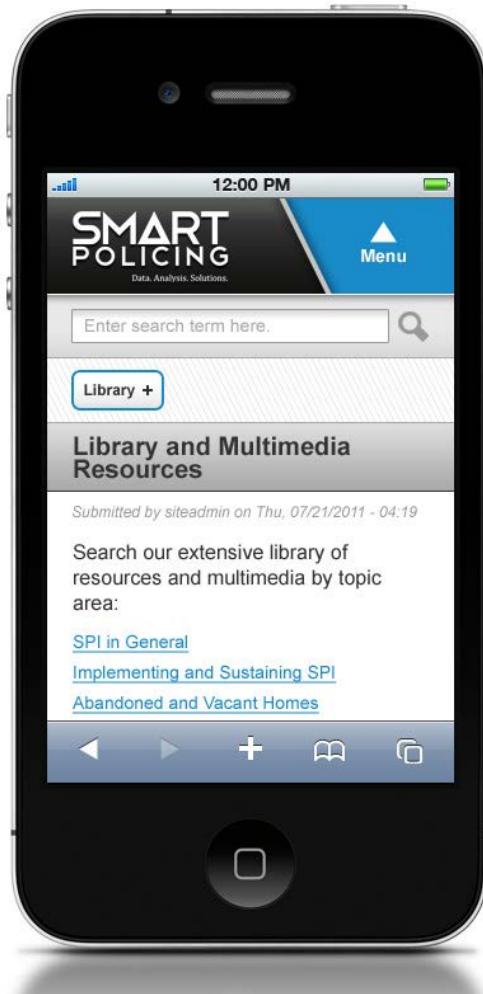 12:00 PM
SMART
POLICING
Data. Analysis. Solutions.
Menu
Enter search term here.
Library +
Library and Multimedia
Resources
Submitted by siteadmin on Thu, 07/21/2011 - 04:19
Search our extensive library of
resources and multimedia by topic
area:
SPI in General
Implementing and Sustaining SPI
Abandoned and Vacant Homes